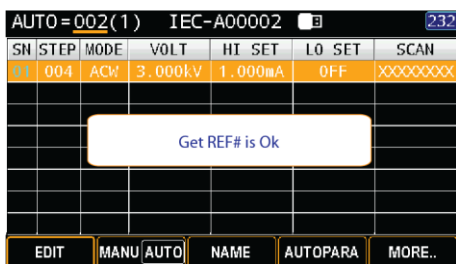 AUTO=002(1) IEC-A00002 232
SN STEP MODE VOLT HI SET LO SET SCAN
01 004 ACW 3.000kV 1.000mA OFF XXXXXXXX
Get REF# is Ok
EDIT MANU AUTO NAME AUTOPARA MORE..